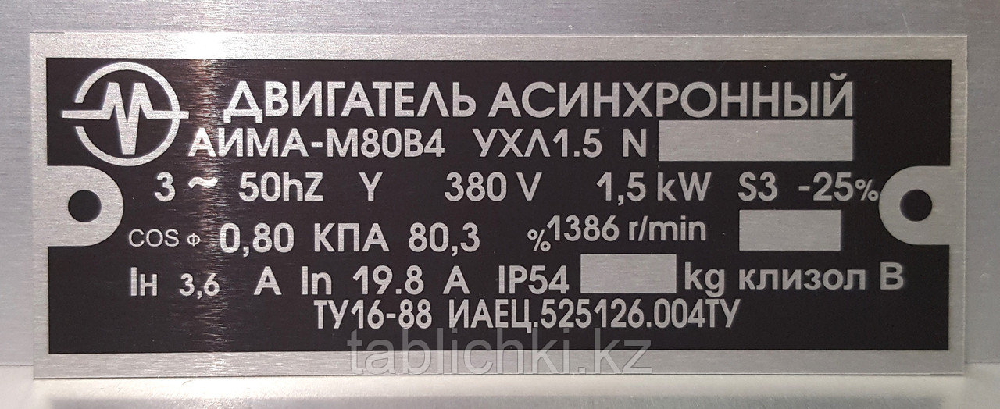 ДВИГАТЕЛЬ АСИНХРОННЫЙ
АИМА-М80В4 УХЛ1.5 N
3 ~ 50hZ Y 380 V 1,5 kW S3 -25%
cos ф 0,80 КПА 80,3 % 1386 r/min
Iн 3,6 A In 19.8 A IP54 kg клизол В
ТУ16-88 ИАЕЦ.525126.004ТУ
tablichki.kz